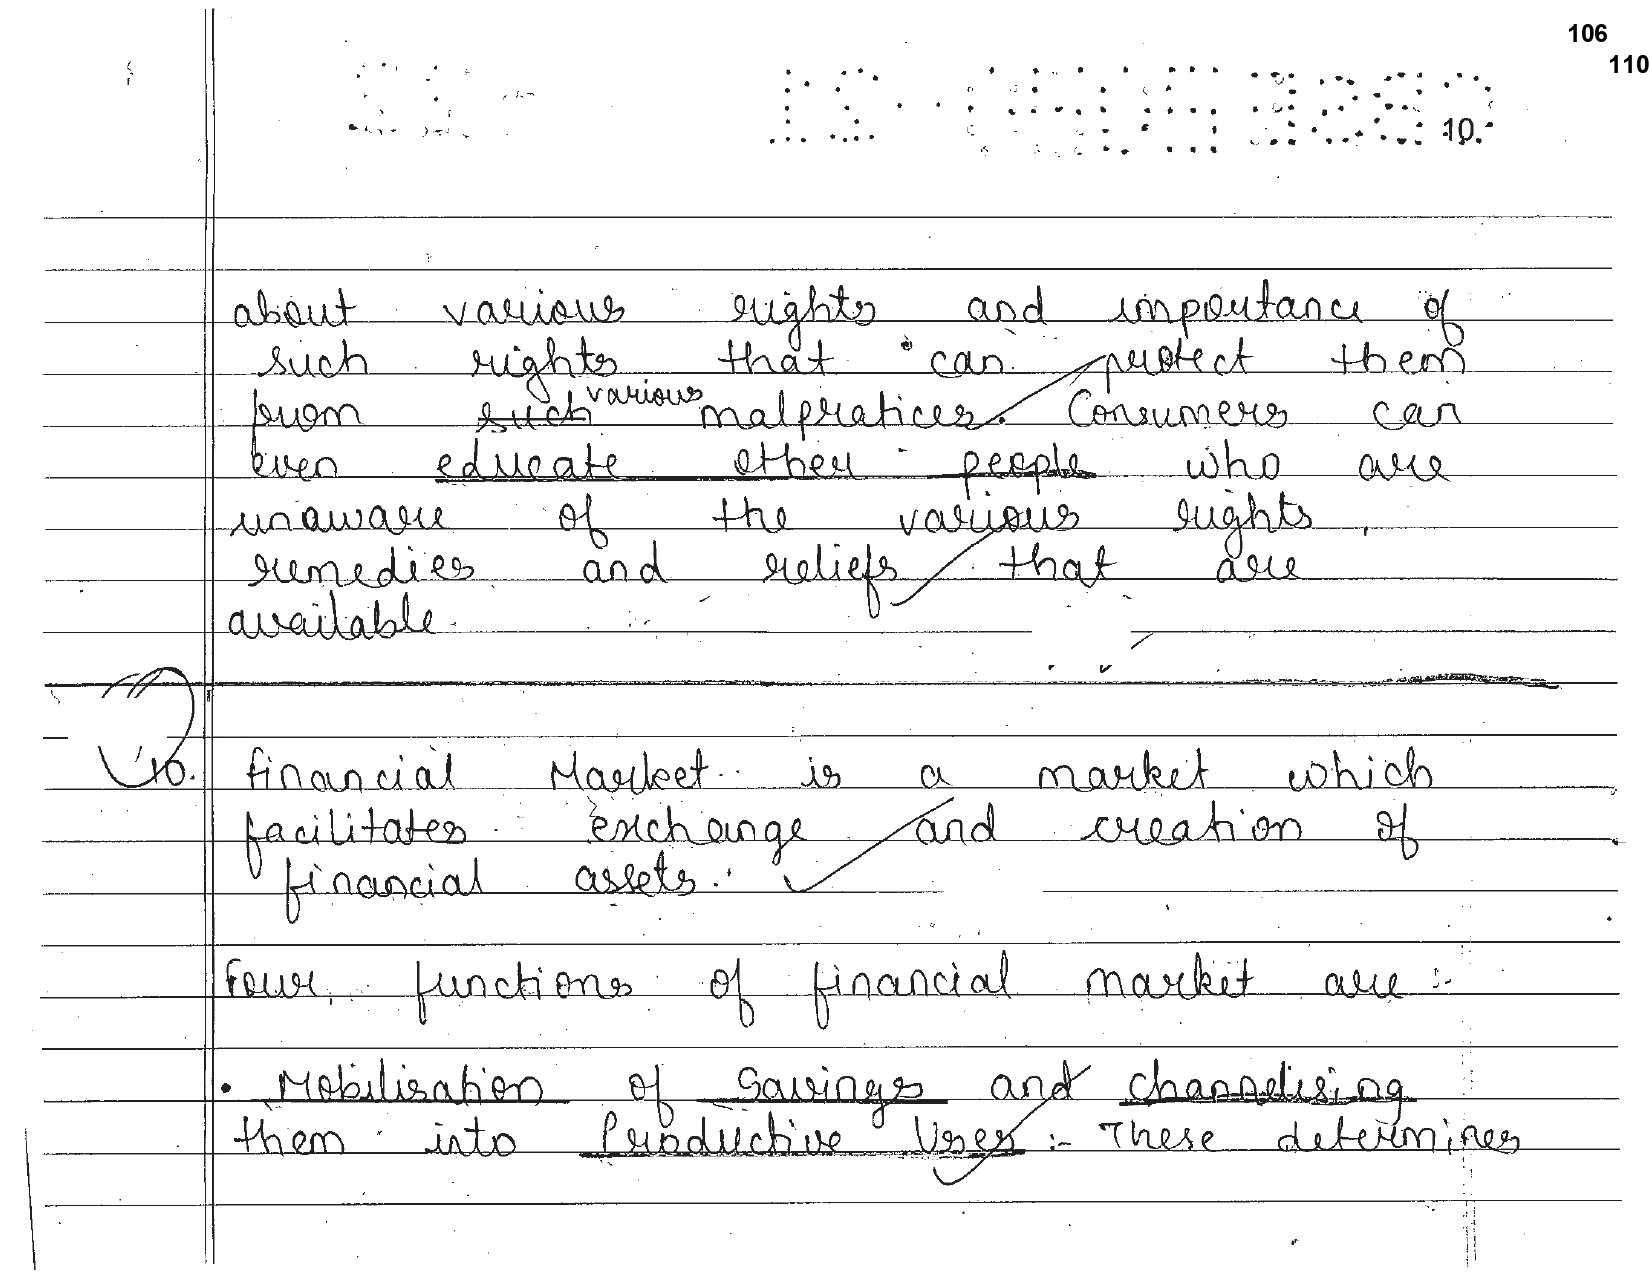 106
110
10.
about various rights and importance of
such rights that can protect them
from such various malpratices. Consumers can
even educate other people who are
unaware of the various rights,
remedies and reliefs that are
available.
10. Financial Market is a market which
facilitates exchange and creation of
financial assets.
Four functions of financial market are :-
• Mobilisation of Savings and Channelising
them into Productive Uses :- These determines